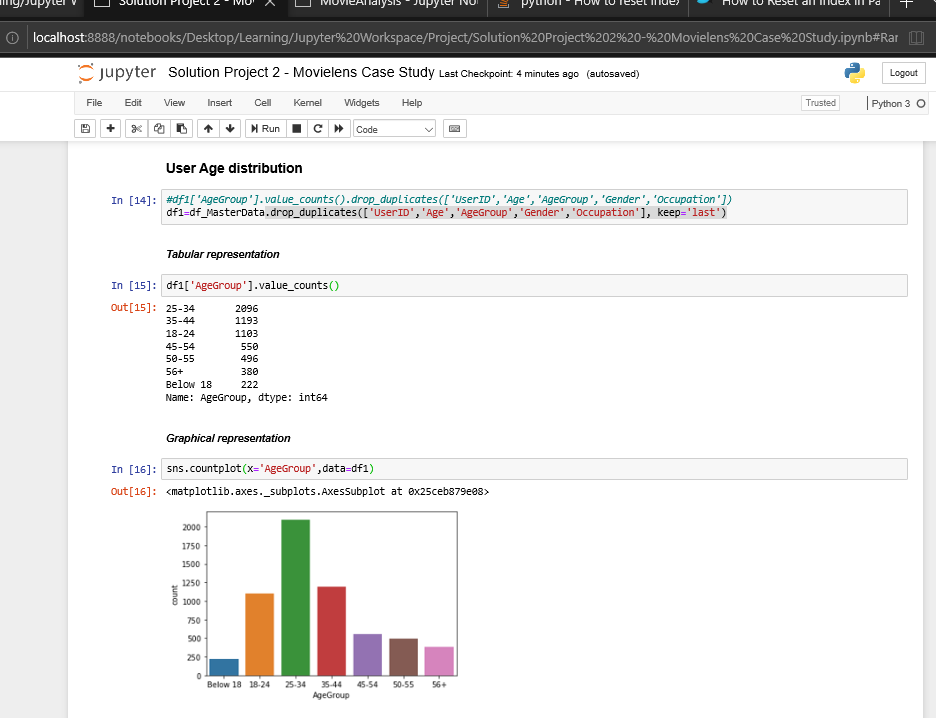 Solution Project 2 - Mo
MovieAnalysis - Jupyter No
python - How to reset index
How to Reset an Index in Pa
localhost:8888/notebooks/Desktop/Learning/Jupyter%20Workspace/Project/Solution%20Project%202%20-%20Movielens%20Case%20Study.ipynb#Ran
jupyter Solution Project 2 - Movielens Case Study Last Checkpoint: 4 minutes ago (autosaved)
Logout
File Edit View Insert Cell Kernel Widgets Help
Trusted
Python 3
Run
Code
User Age distribution
In [14]: #df1['AgeGroup'].value_counts().drop_duplicates(['UserID','Age','AgeGroup','Gender','Occupation'])
df1=df_MasterData.drop_duplicates(['UserID','Age','AgeGroup','Gender','Occupation'], keep='last')
Tabular representation
In [15]: df1['AgeGroup'].value_counts()
Out[15]: 25-34 2096
35-44 1193
18-24 1103
45-54 550
50-55 496
56+ 380
Below 18 222
Name: AgeGroup, dtype: int64
Graphical representation
In [16]: sns.countplot(x='AgeGroup',data=df1)
Out[16]: <matplotlib.axes._subplots.AxesSubplot at 0x25ceb879e08>
2000
1750
1500
1250
1000
750
500
250
0
count
Below 18 18-24 25-34 35-44 45-54 50-55 56+
AgeGroup